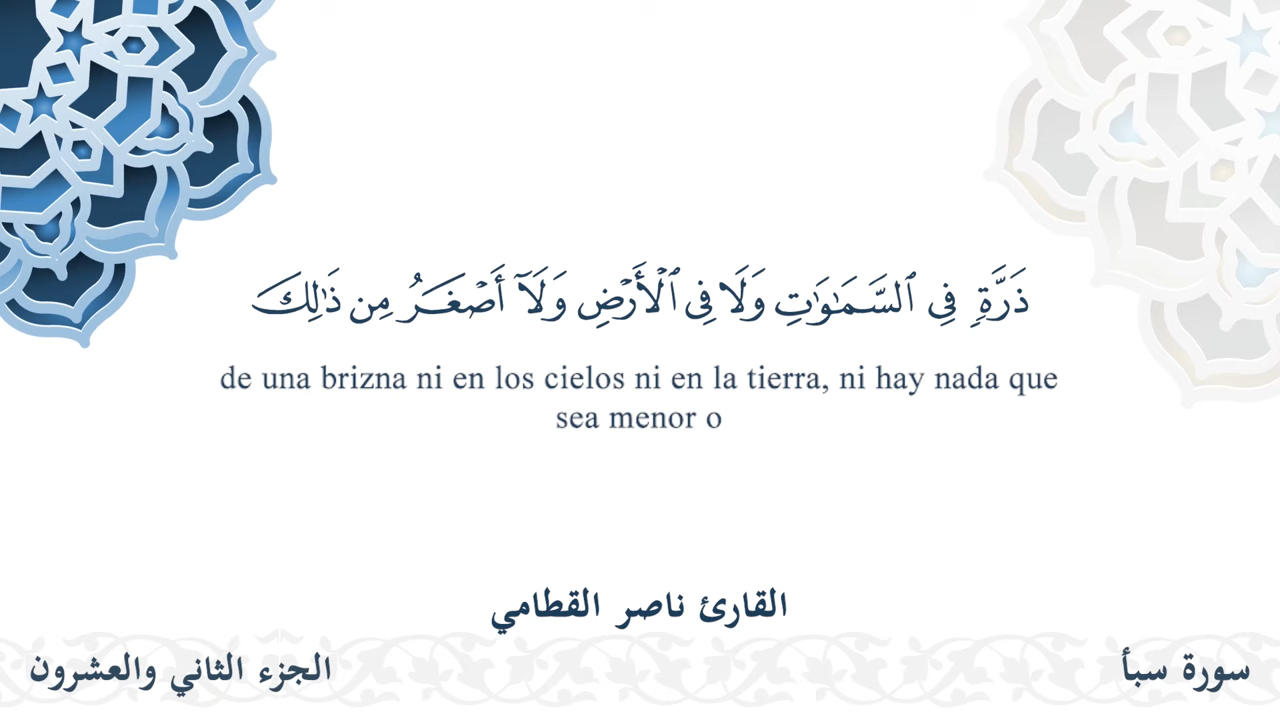 ذَرَّةٍ فِي ٱلسَّمَٰوَٰتِ وَلَا فِي ٱلْأَرْضِ وَلَآ أَصْغَرُ مِن ذَٰلِكَ
de una brizna ni en los cielos ni en la tierra, ni hay nada que
sea menor o
القارئ ناصر القطامي
سورة سبأ
الجزء الثاني والعشرون